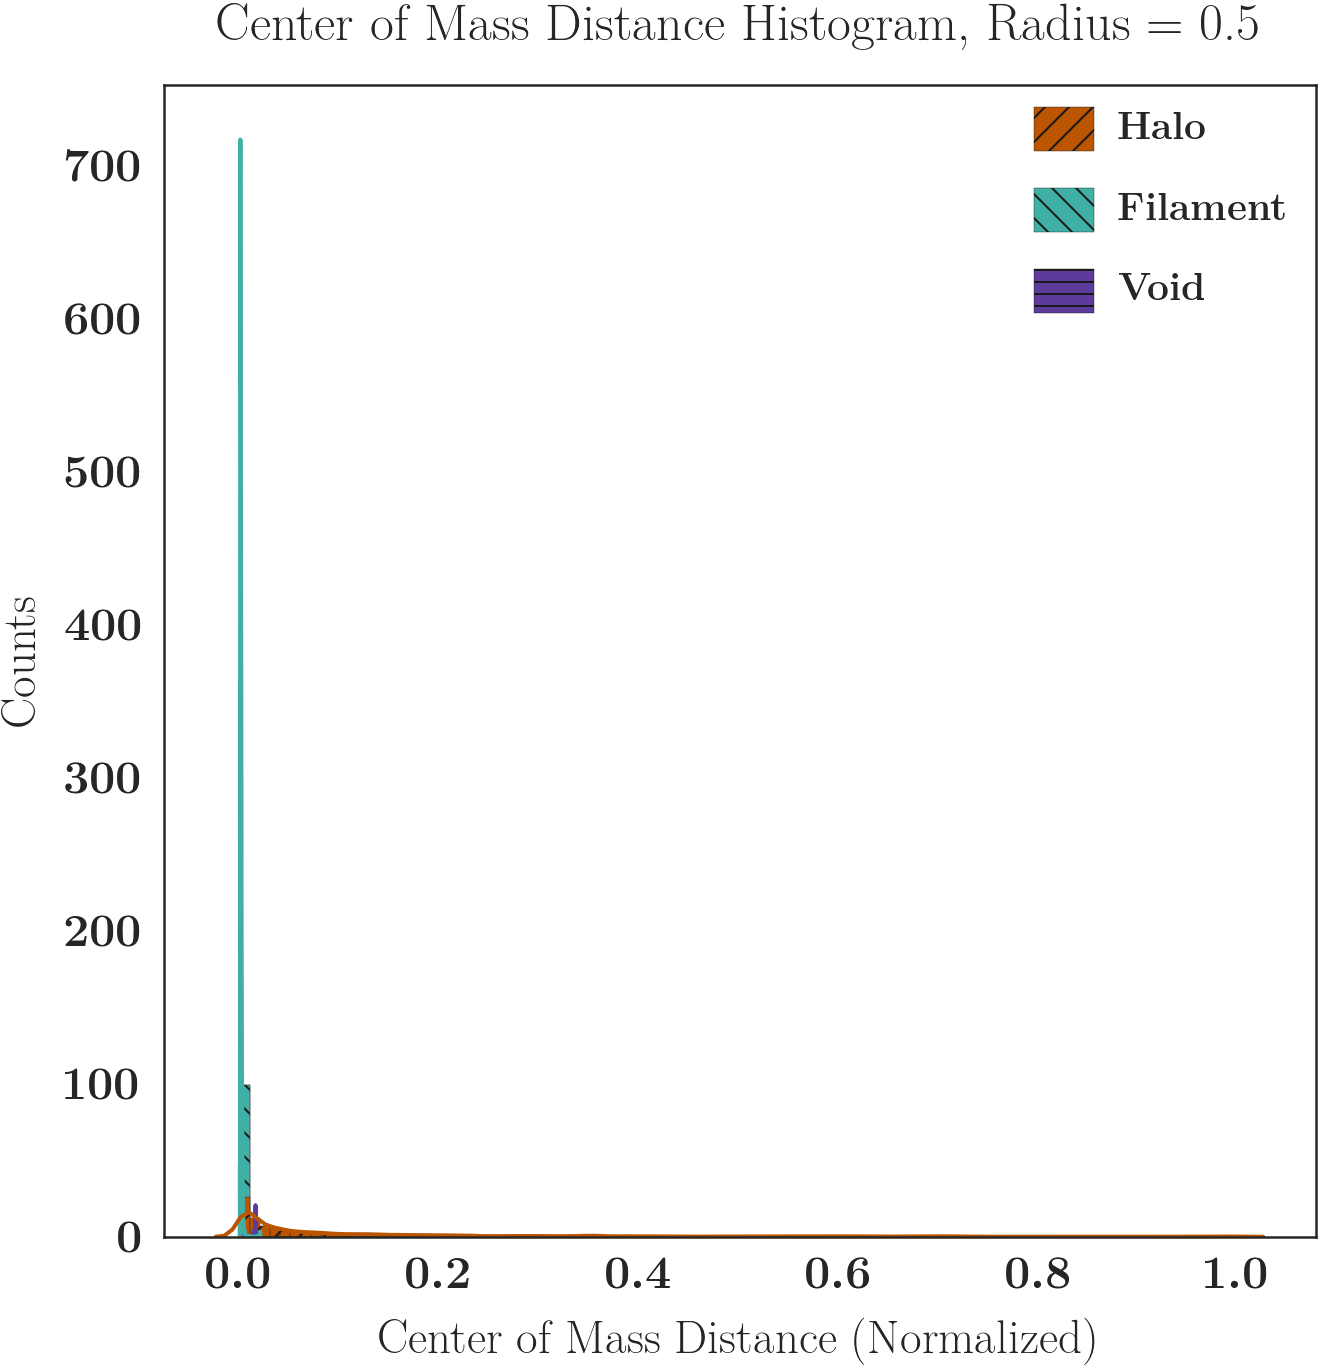 Center of Mass Distance Histogram, Radius = 0.5
Halo
Filament
Void
700
600
500
400
300
200
100
0
Counts
0.0 0.2 0.4 0.6 0.8 1.0
Center of Mass Distance (Normalized)